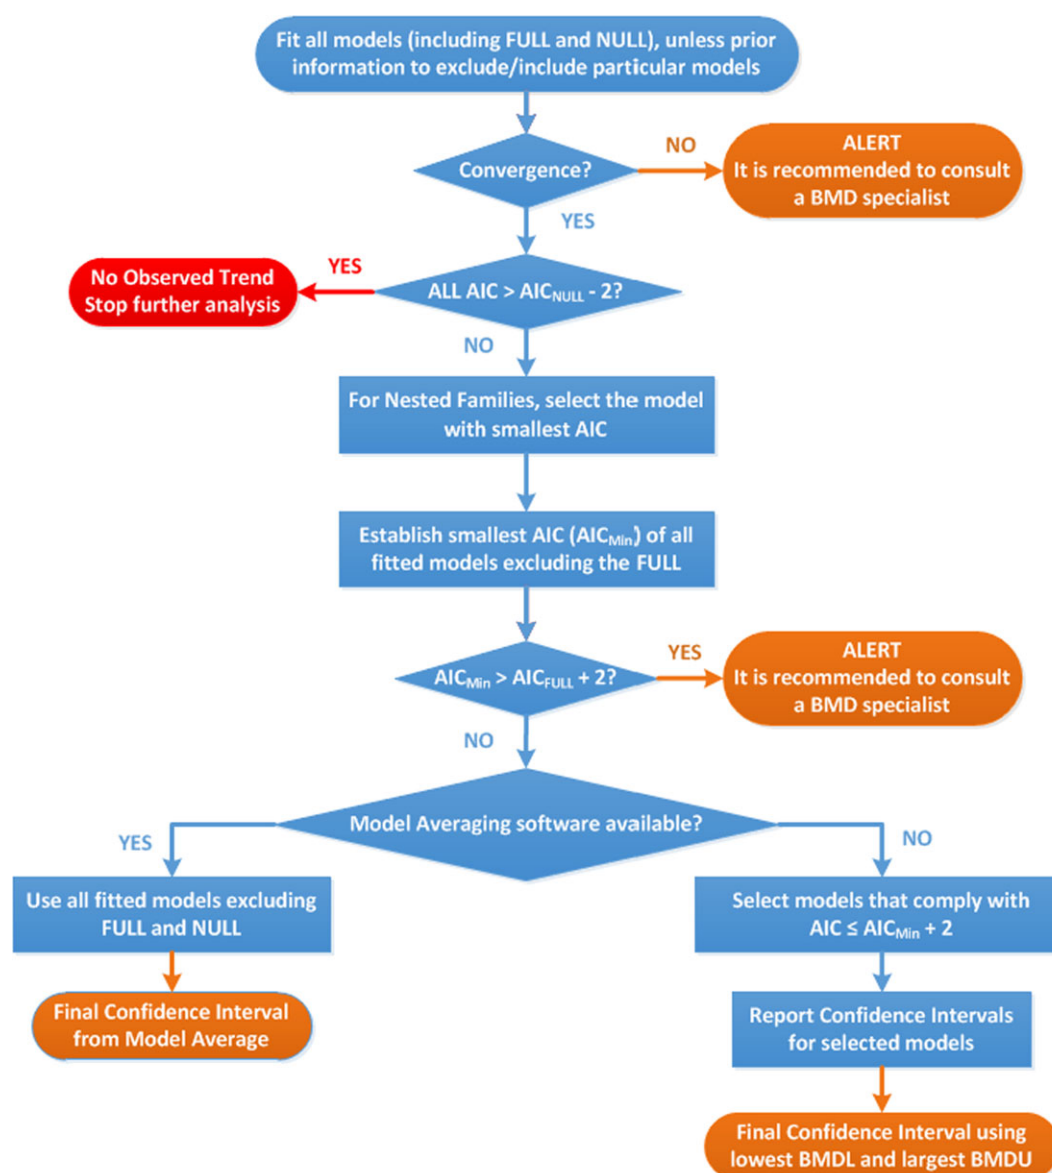 Fit all models (including FULL and NULL), unless prior
information to exclude/include particular models
Convergence?
NO
ALERT
It is recommended to consult
a BMD specialist
YES
No Observed Trend
Stop further analysis
YES
ALL AIC > AIC_NULL - 2?
NO
For Nested Families, select the model
with smallest AIC
Establish smallest AIC (AIC_Min) of all
fitted models excluding the FULL
AIC_Min > AIC_FULL + 2?
YES
ALERT
It is recommended to consult
a BMD specialist
NO
Model Averaging software available?
YES
NO
Use all fitted models excluding
FULL and NULL
Final Confidence Interval
from Model Average
Select models that comply with
AIC ≤ AIC_Min + 2
Report Confidence Intervals
for selected models
Final Confidence Interval using
lowest BMDL and largest BMDU